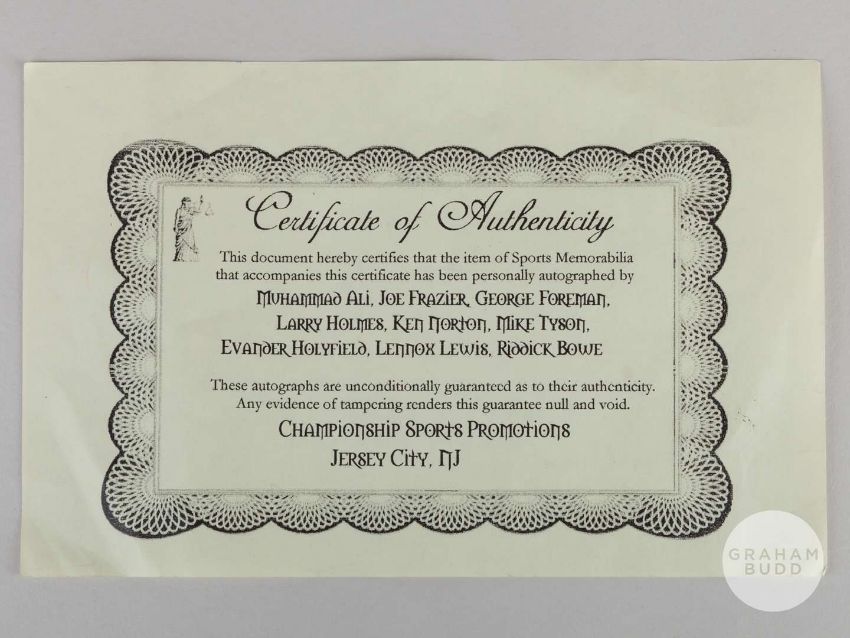 Certificate of Authenticity
This document hereby certifies that the item of Sports Memorabilia
that accompanies this certificate has been personally autographed by
Muhammad Ali, Joe Frazier, George Foreman,
Larry Holmes, Ken Norton, Mike Tyson,
Evander Holyfield, Lennox Lewis, Riddick Bowe
These autographs are unconditionally guaranteed as to their authenticity.
Any evidence of tampering renders this guarantee null and void.
Championship Sports Promotions
Jersey City, NJ
GRAHAM
BUDD